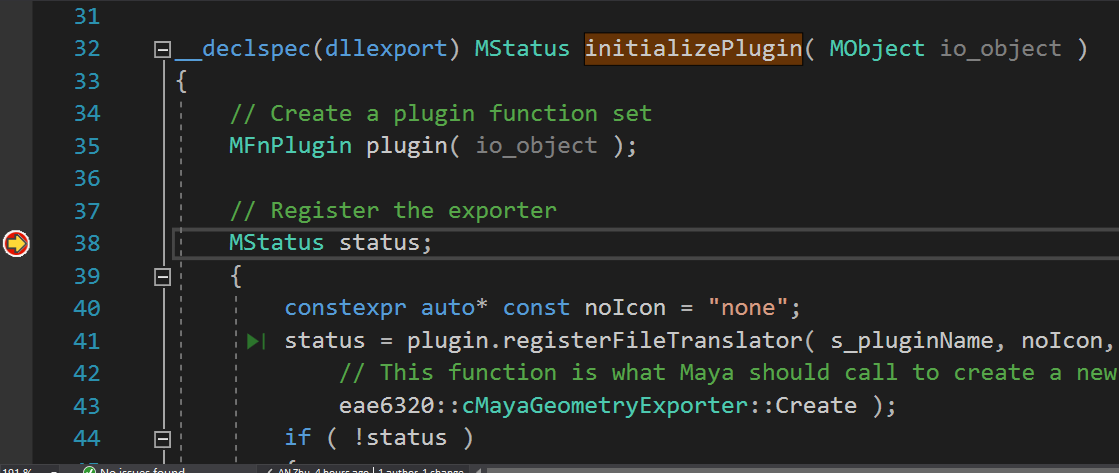 31
32 __declspec(dllexport) MStatus initializePlugin( MObject io_object )
33 {
34 // Create a plugin function set
35 MFnPlugin plugin( io_object );
36
37 // Register the exporter
38 MStatus status;
39 {
40 constexpr auto* const noIcon = "none";
41 status = plugin.registerFileTranslator( s_pluginName, noIcon,
42 // This function is what Maya should call to create a new
43 eae6320::cMayaGeometryExporter::Create );
44 if ( !status )
191 % No issues found AN Zhu, 4 hours ago | 1 author, 1 change